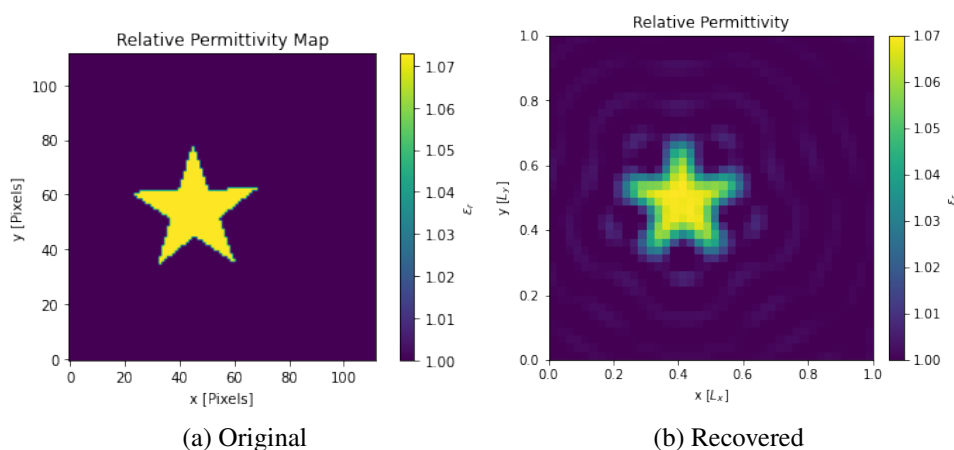 Relative Permittivity Map
100
80
60
40
20
0
0 20 40 60 80 100
x [Pixels]
y [Pixels]
1.07
1.06
1.05
1.04
1.03
1.02
1.01
1.00
ε_r
(a) Original
Relative Permittivity
1.0
0.8
0.6
0.4
0.2
0.0
0.0 0.2 0.4 0.6 0.8 1.0
x [L_x]
y [L_y]
1.07
1.06
1.05
1.04
1.03
1.02
1.01
1.00
ε_r
(b) Recovered